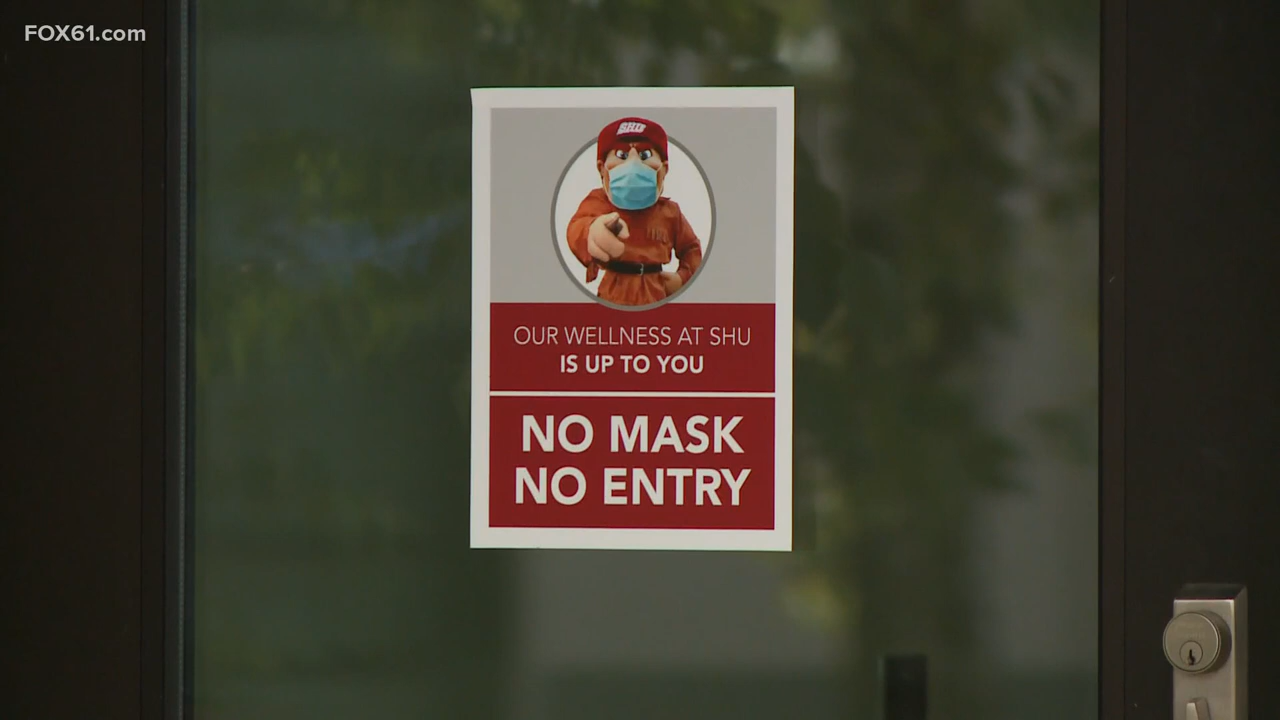 FOX61.com
SHU
OUR WELLNESS AT SHU
IS UP TO YOU
NO MASK
NO ENTRY